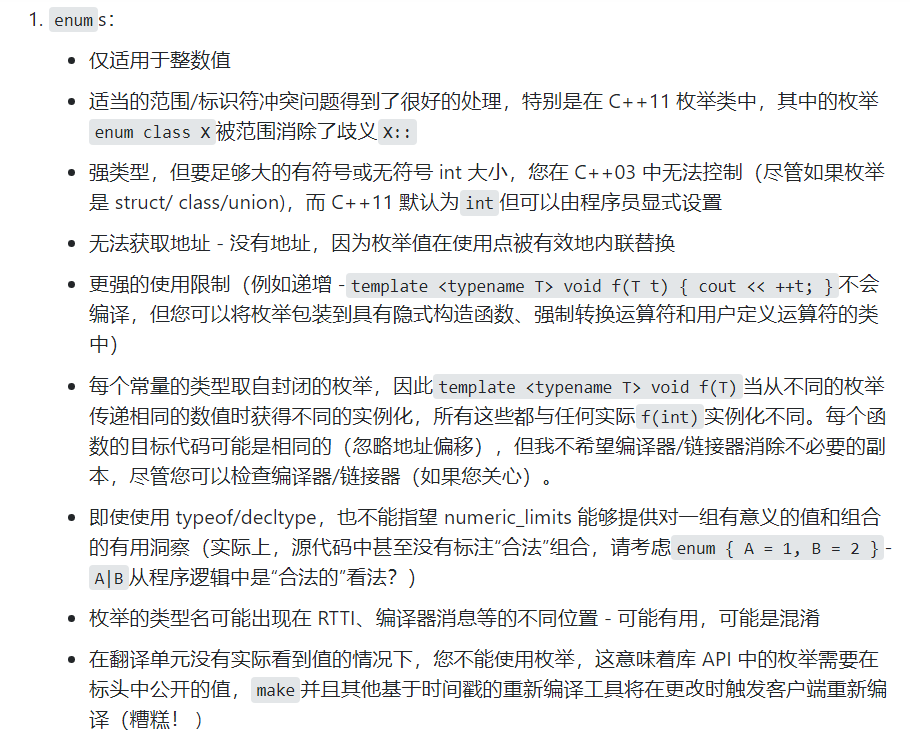 1. enum s：
• 仅适用于整数值
• 适当的范围/标识符冲突问题得到了很好的处理，特别是在 C++11 枚举类中，其中的枚举
enum class X 被范围消除了歧义 X::
• 强类型，但要足够大的有符号或无符号 int 大小，您在 C++03 中无法控制（尽管如果枚举
是 struct/ class/union)，而 C++11 默认为 int 但可以由程序员显式设置
• 无法获取地址 - 没有地址，因为枚举值在使用点被有效地内联替换
• 更强的使用限制（例如递增 - template <typename T> void f(T t) { cout << ++t; } 不会
编译，但您可以将枚举包装到具有隐式构造函数、强制转换运算符和用户定义运算符的类
中）
• 每个常量的类型取自封闭的枚举，因此 template <typename T> void f(T) 当从不同的枚举
传递相同的数值时获得不同的实例化，所有这些都与任何实际 f(int) 实例化不同。每个函
数的目标代码可能是相同的（忽略地址偏移），但我不希望编译器/链接器消除不必要的副
本，尽管您可以检查编译器/链接器（如果您关心）。
• 即使使用 typeof/decltype，也不能指望 numeric_limits 能够提供对一组有意义的值和组合
的有用洞察（实际上，源代码中甚至没有标注“合法”组合，请考虑 enum { A = 1, B = 2 } -
A|B 从程序逻辑中是“合法的”看法？）
• 枚举的类型名可能出现在 RTTI、编译器消息等的不同位置 - 可能有用，可能是混淆
• 在翻译单元没有实际看到值的情况下，您不能使用枚举，这意味着库 API 中的枚举需要在
标头中公开的值， make 并且其他基于时间戳的重新编译工具将在更改时触发客户端重新编
译（糟糕！ ）